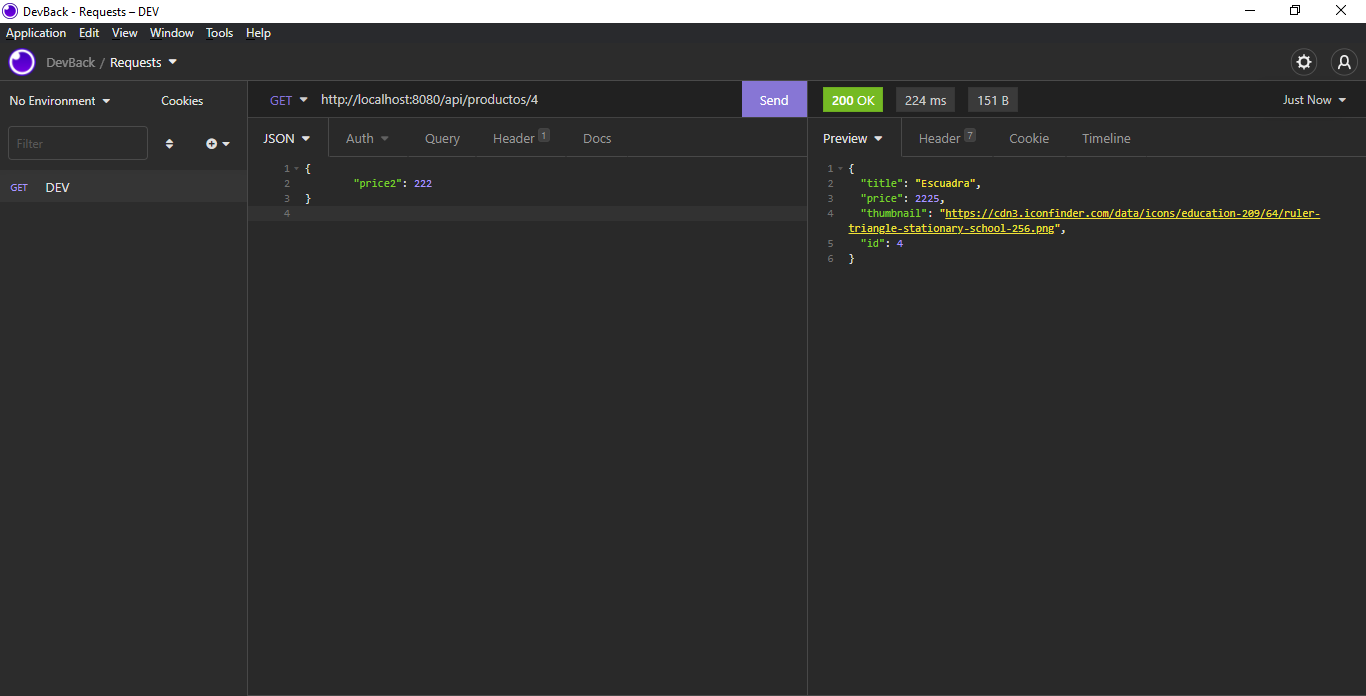 DevBack - Requests – DEV
Application Edit View Window Tools Help
DevBack / Requests
No Environment Cookies
Filter
GET DEV
GET http://localhost:8080/api/productos/4 Send
JSON Auth Query Header 1 Docs
1 {
2 "price2": 222
3 }
4
200 OK 224 ms 151 B Just Now
Preview Header 7 Cookie Timeline
1 {
2 "title": "Escuadra",
3 "price": 2225,
4 "thumbnail": "https://cdn3.iconfinder.com/data/icons/education-209/64/ruler-
triangle-stationary-school-256.png",
5 "id": 4
6 }